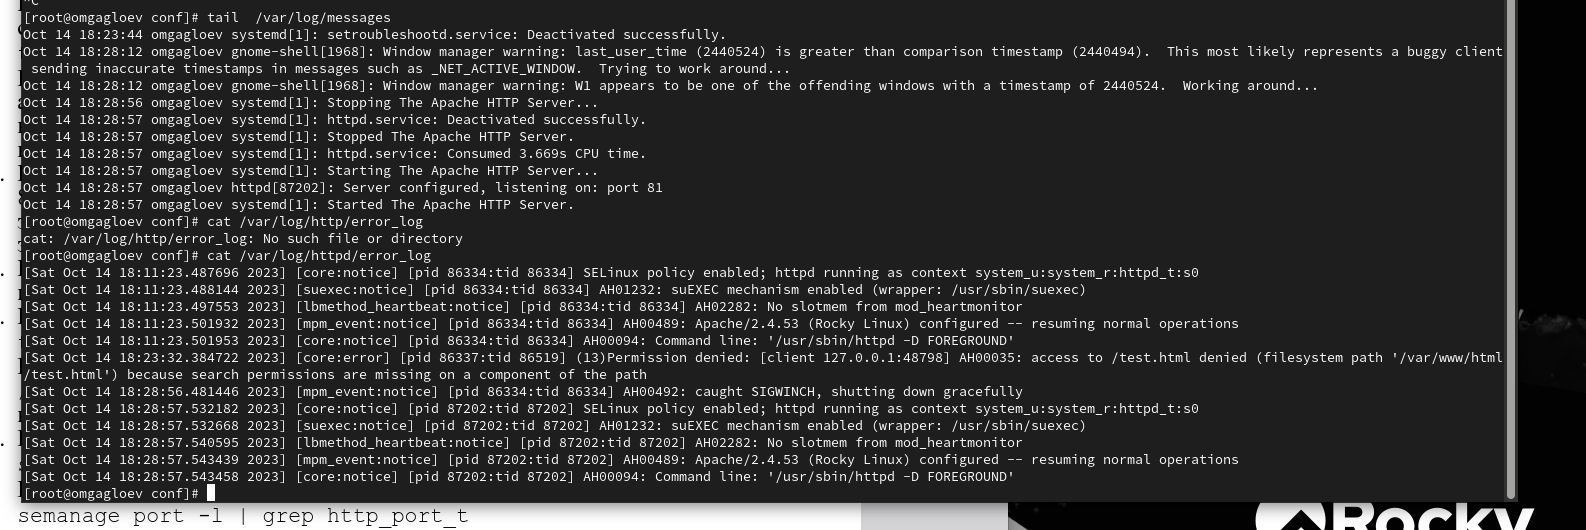 ^C
[root@omgagloev conf]# tail  /var/log/messages
Oct 14 18:23:44 omgagloev systemd[1]: setroubleshootd.service: Deactivated successfully.
Oct 14 18:28:12 omgagloev gnome-shell[1968]: Window manager warning: last_user_time (2440524) is greater than comparison timestamp (2440494).  This most likely represents a buggy client
 sending inaccurate timestamps in messages such as _NET_ACTIVE_WINDOW.  Trying to work around...
Oct 14 18:28:12 omgagloev gnome-shell[1968]: Window manager warning: W1 appears to be one of the offending windows with a timestamp of 2440524.  Working around...
Oct 14 18:28:56 omgagloev systemd[1]: Stopping The Apache HTTP Server...
Oct 14 18:28:57 omgagloev systemd[1]: httpd.service: Deactivated successfully.
Oct 14 18:28:57 omgagloev systemd[1]: Stopped The Apache HTTP Server.
Oct 14 18:28:57 omgagloev systemd[1]: httpd.service: Consumed 3.669s CPU time.
Oct 14 18:28:57 omgagloev systemd[1]: Starting The Apache HTTP Server...
Oct 14 18:28:57 omgagloev httpd[87202]: Server configured, listening on: port 81
Oct 14 18:28:57 omgagloev systemd[1]: Started The Apache HTTP Server.
[root@omgagloev conf]# cat /var/log/http/error_log
cat: /var/log/http/error_log: No such file or directory
[root@omgagloev conf]# cat /var/log/httpd/error_log
[Sat Oct 14 18:11:23.487696 2023] [core:notice] [pid 86334:tid 86334] SELinux policy enabled; httpd running as context system_u:system_r:httpd_t:s0
[Sat Oct 14 18:11:23.488144 2023] [suexec:notice] [pid 86334:tid 86334] AH01232: suEXEC mechanism enabled (wrapper: /usr/sbin/suexec)
[Sat Oct 14 18:11:23.497553 2023] [lbmethod_heartbeat:notice] [pid 86334:tid 86334] AH02282: No slotmem from mod_heartmonitor
[Sat Oct 14 18:11:23.501932 2023] [mpm_event:notice] [pid 86334:tid 86334] AH00489: Apache/2.4.53 (Rocky Linux) configured -- resuming normal operations
[Sat Oct 14 18:11:23.501953 2023] [core:notice] [pid 86334:tid 86334] AH00094: Command line: '/usr/sbin/httpd -D FOREGROUND'
[Sat Oct 14 18:23:32.384722 2023] [core:error] [pid 86337:tid 86519] (13)Permission denied: [client 127.0.0.1:48798] AH00035: access to /test.html denied (filesystem path '/var/www/html
/test.html') because search permissions are missing on a component of the path
[Sat Oct 14 18:28:56.481446 2023] [mpm_event:notice] [pid 86334:tid 86334] AH00492: caught SIGWINCH, shutting down gracefully
[Sat Oct 14 18:28:57.532182 2023] [core:notice] [pid 87202:tid 87202] SELinux policy enabled; httpd running as context system_u:system_r:httpd_t:s0
[Sat Oct 14 18:28:57.532668 2023] [suexec:notice] [pid 87202:tid 87202] AH01232: suEXEC mechanism enabled (wrapper: /usr/sbin/suexec)
[Sat Oct 14 18:28:57.540595 2023] [lbmethod_heartbeat:notice] [pid 87202:tid 87202] AH02282: No slotmem from mod_heartmonitor
[Sat Oct 14 18:28:57.543439 2023] [mpm_event:notice] [pid 87202:tid 87202] AH00489: Apache/2.4.53 (Rocky Linux) configured -- resuming normal operations
[Sat Oct 14 18:28:57.543458 2023] [core:notice] [pid 87202:tid 87202] AH00094: Command line: '/usr/sbin/httpd -D FOREGROUND'
[root@omgagloev conf]#
semanage port -l | grep http_port_t
Rocky